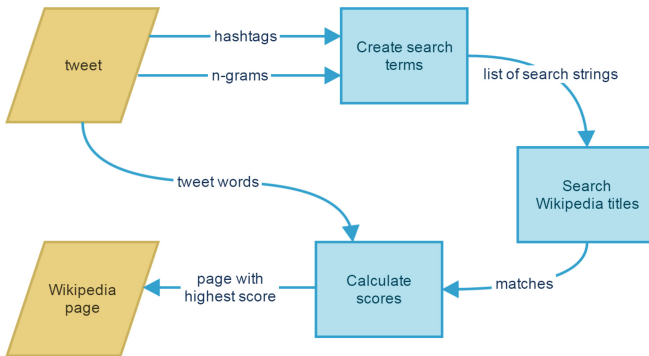 hashtags
tweet
n-grams
Create search
terms
list of search strings
tweet words
Search
Wikipedia titles
Wikipedia
page
page with
highest score
Calculate
scores
matches